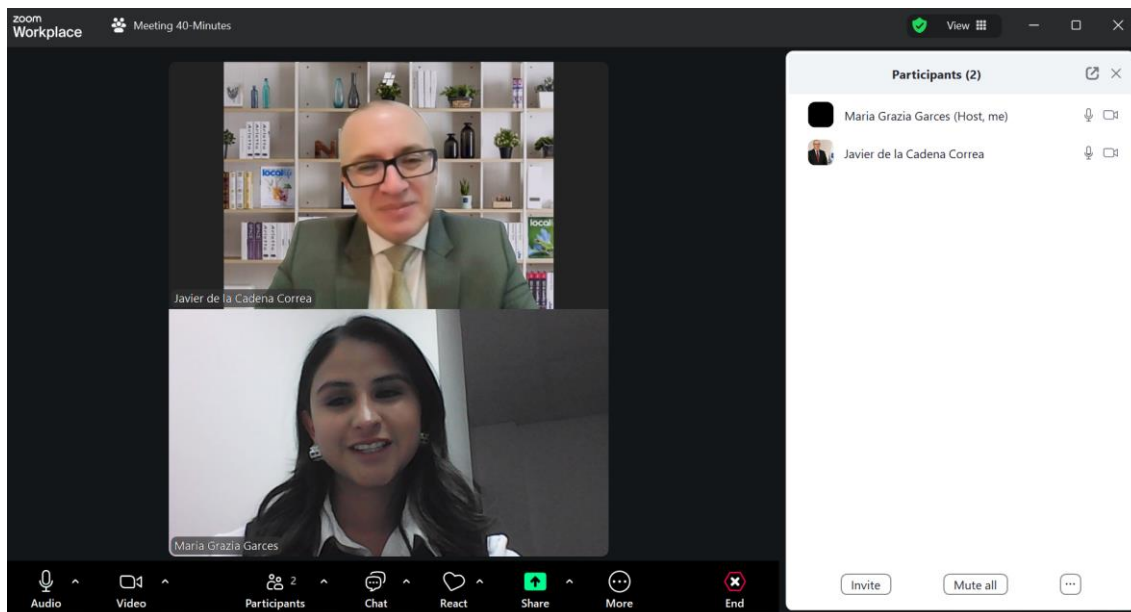 zoom
Workplace
Meeting 40-Minutes
View
Participants (2)
Maria Grazia Garces (Host, me)
Javier de la Cadena Correa
local
local
Javier de la Cadena Correa
Maria Grazia Garces
Audio
Video
2
Participants
Chat
React
Share
More
End
Invite
Mute all